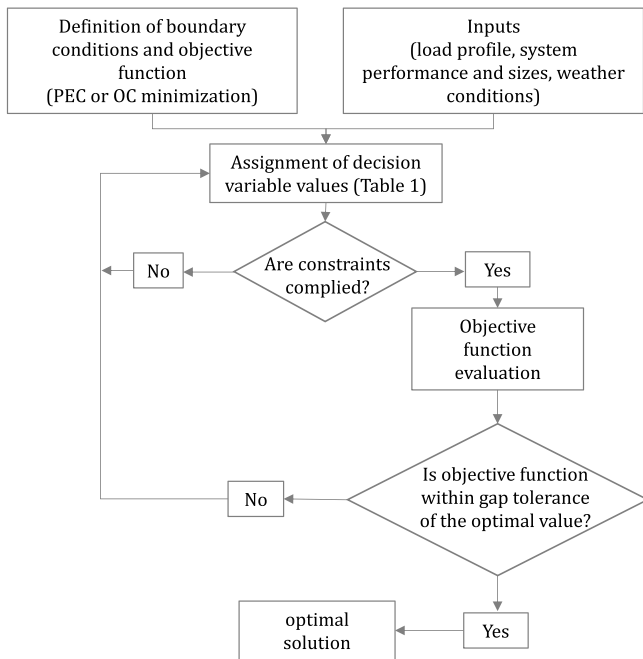 Definition of boundary
conditions and objective
function
(PEC or OC minimization)
Inputs
(load profile, system
performance and sizes, weather
conditions)
Assignment of decision
variable values (Table 1)
Are constraints
complied?
No
Yes
Objective
function
evaluation
Is objective function
within gap tolerance
of the optimal value?
No
Yes
optimal
solution